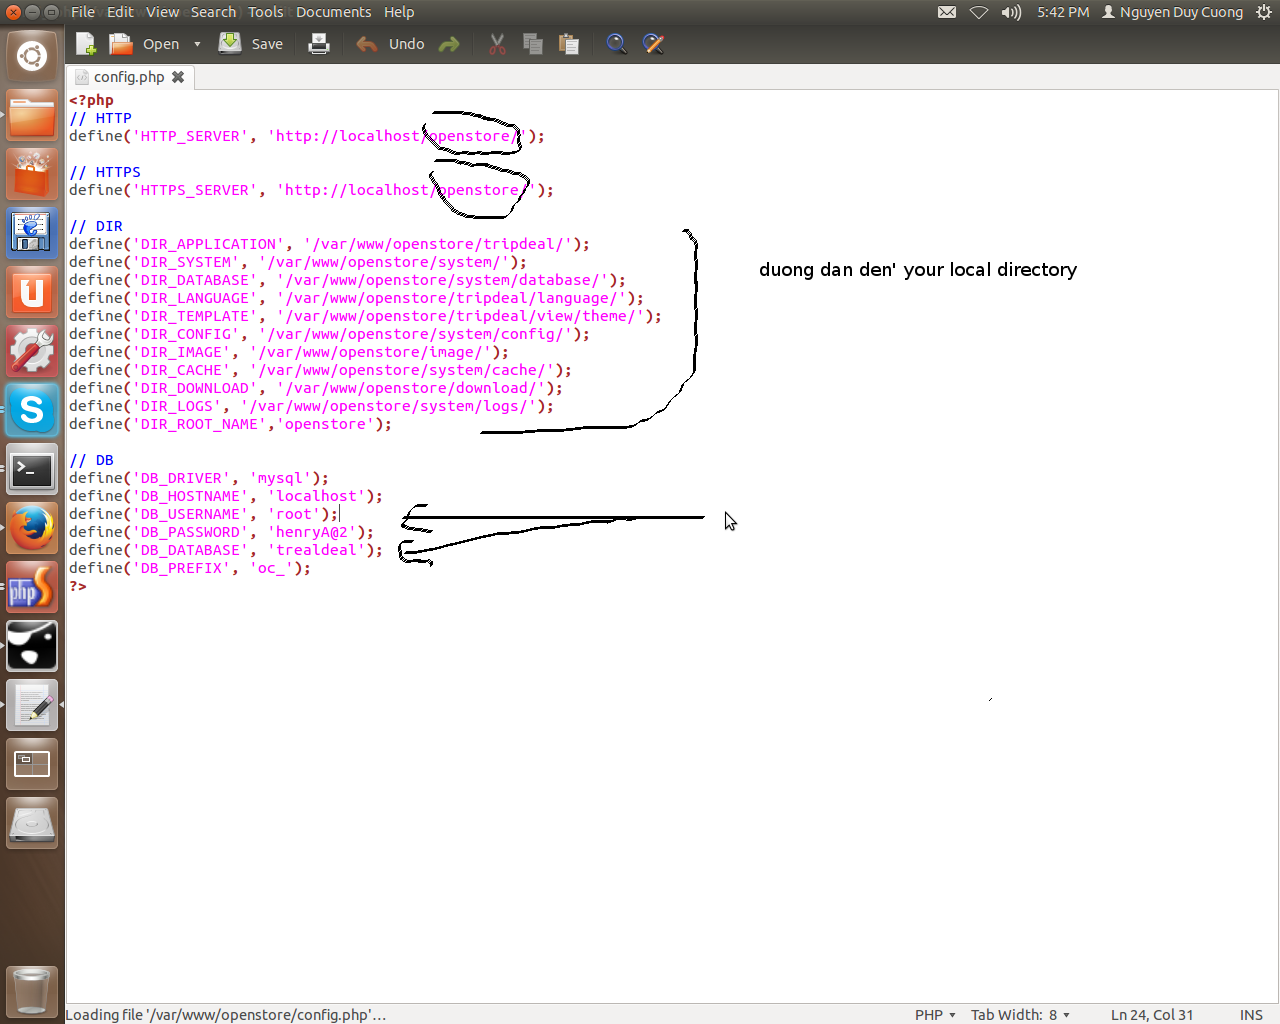 File Edit View Search Tools Documents Help
5:42 PM Nguyen Duy Cuong
Open Save Undo
config.php
<?php
// HTTP
define('HTTP_SERVER', 'http://localhost/openstore/');
// HTTPS
define('HTTPS_SERVER', 'http://localhost/openstore/');
// DIR
define('DIR_APPLICATION', '/var/www/openstore/tripdeal/');
define('DIR_SYSTEM', '/var/www/openstore/system/');
define('DIR_DATABASE', '/var/www/openstore/system/database/');
define('DIR_LANGUAGE', '/var/www/openstore/tripdeal/language/');
define('DIR_TEMPLATE', '/var/www/openstore/tripdeal/view/theme/');
define('DIR_CONFIG', '/var/www/openstore/system/config/');
define('DIR_IMAGE', '/var/www/openstore/image/');
define('DIR_CACHE', '/var/www/openstore/system/cache/');
define('DIR_DOWNLOAD', '/var/www/openstore/download/');
define('DIR_LOGS', '/var/www/openstore/system/logs/');
define('DIR_ROOT_NAME','openstore');
duong dan den' your local directory
// DB
define('DB_DRIVER', 'mysql');
define('DB_HOSTNAME', 'localhost');
define('DB_USERNAME', 'root');
define('DB_PASSWORD', 'henryA@2');
define('DB_DATABASE', 'trealdeal');
define('DB_PREFIX', 'oc_');
?>
Loading file '/var/www/openstore/config.php'...
PHP Tab Width: 8 Ln 24, Col 31 INS